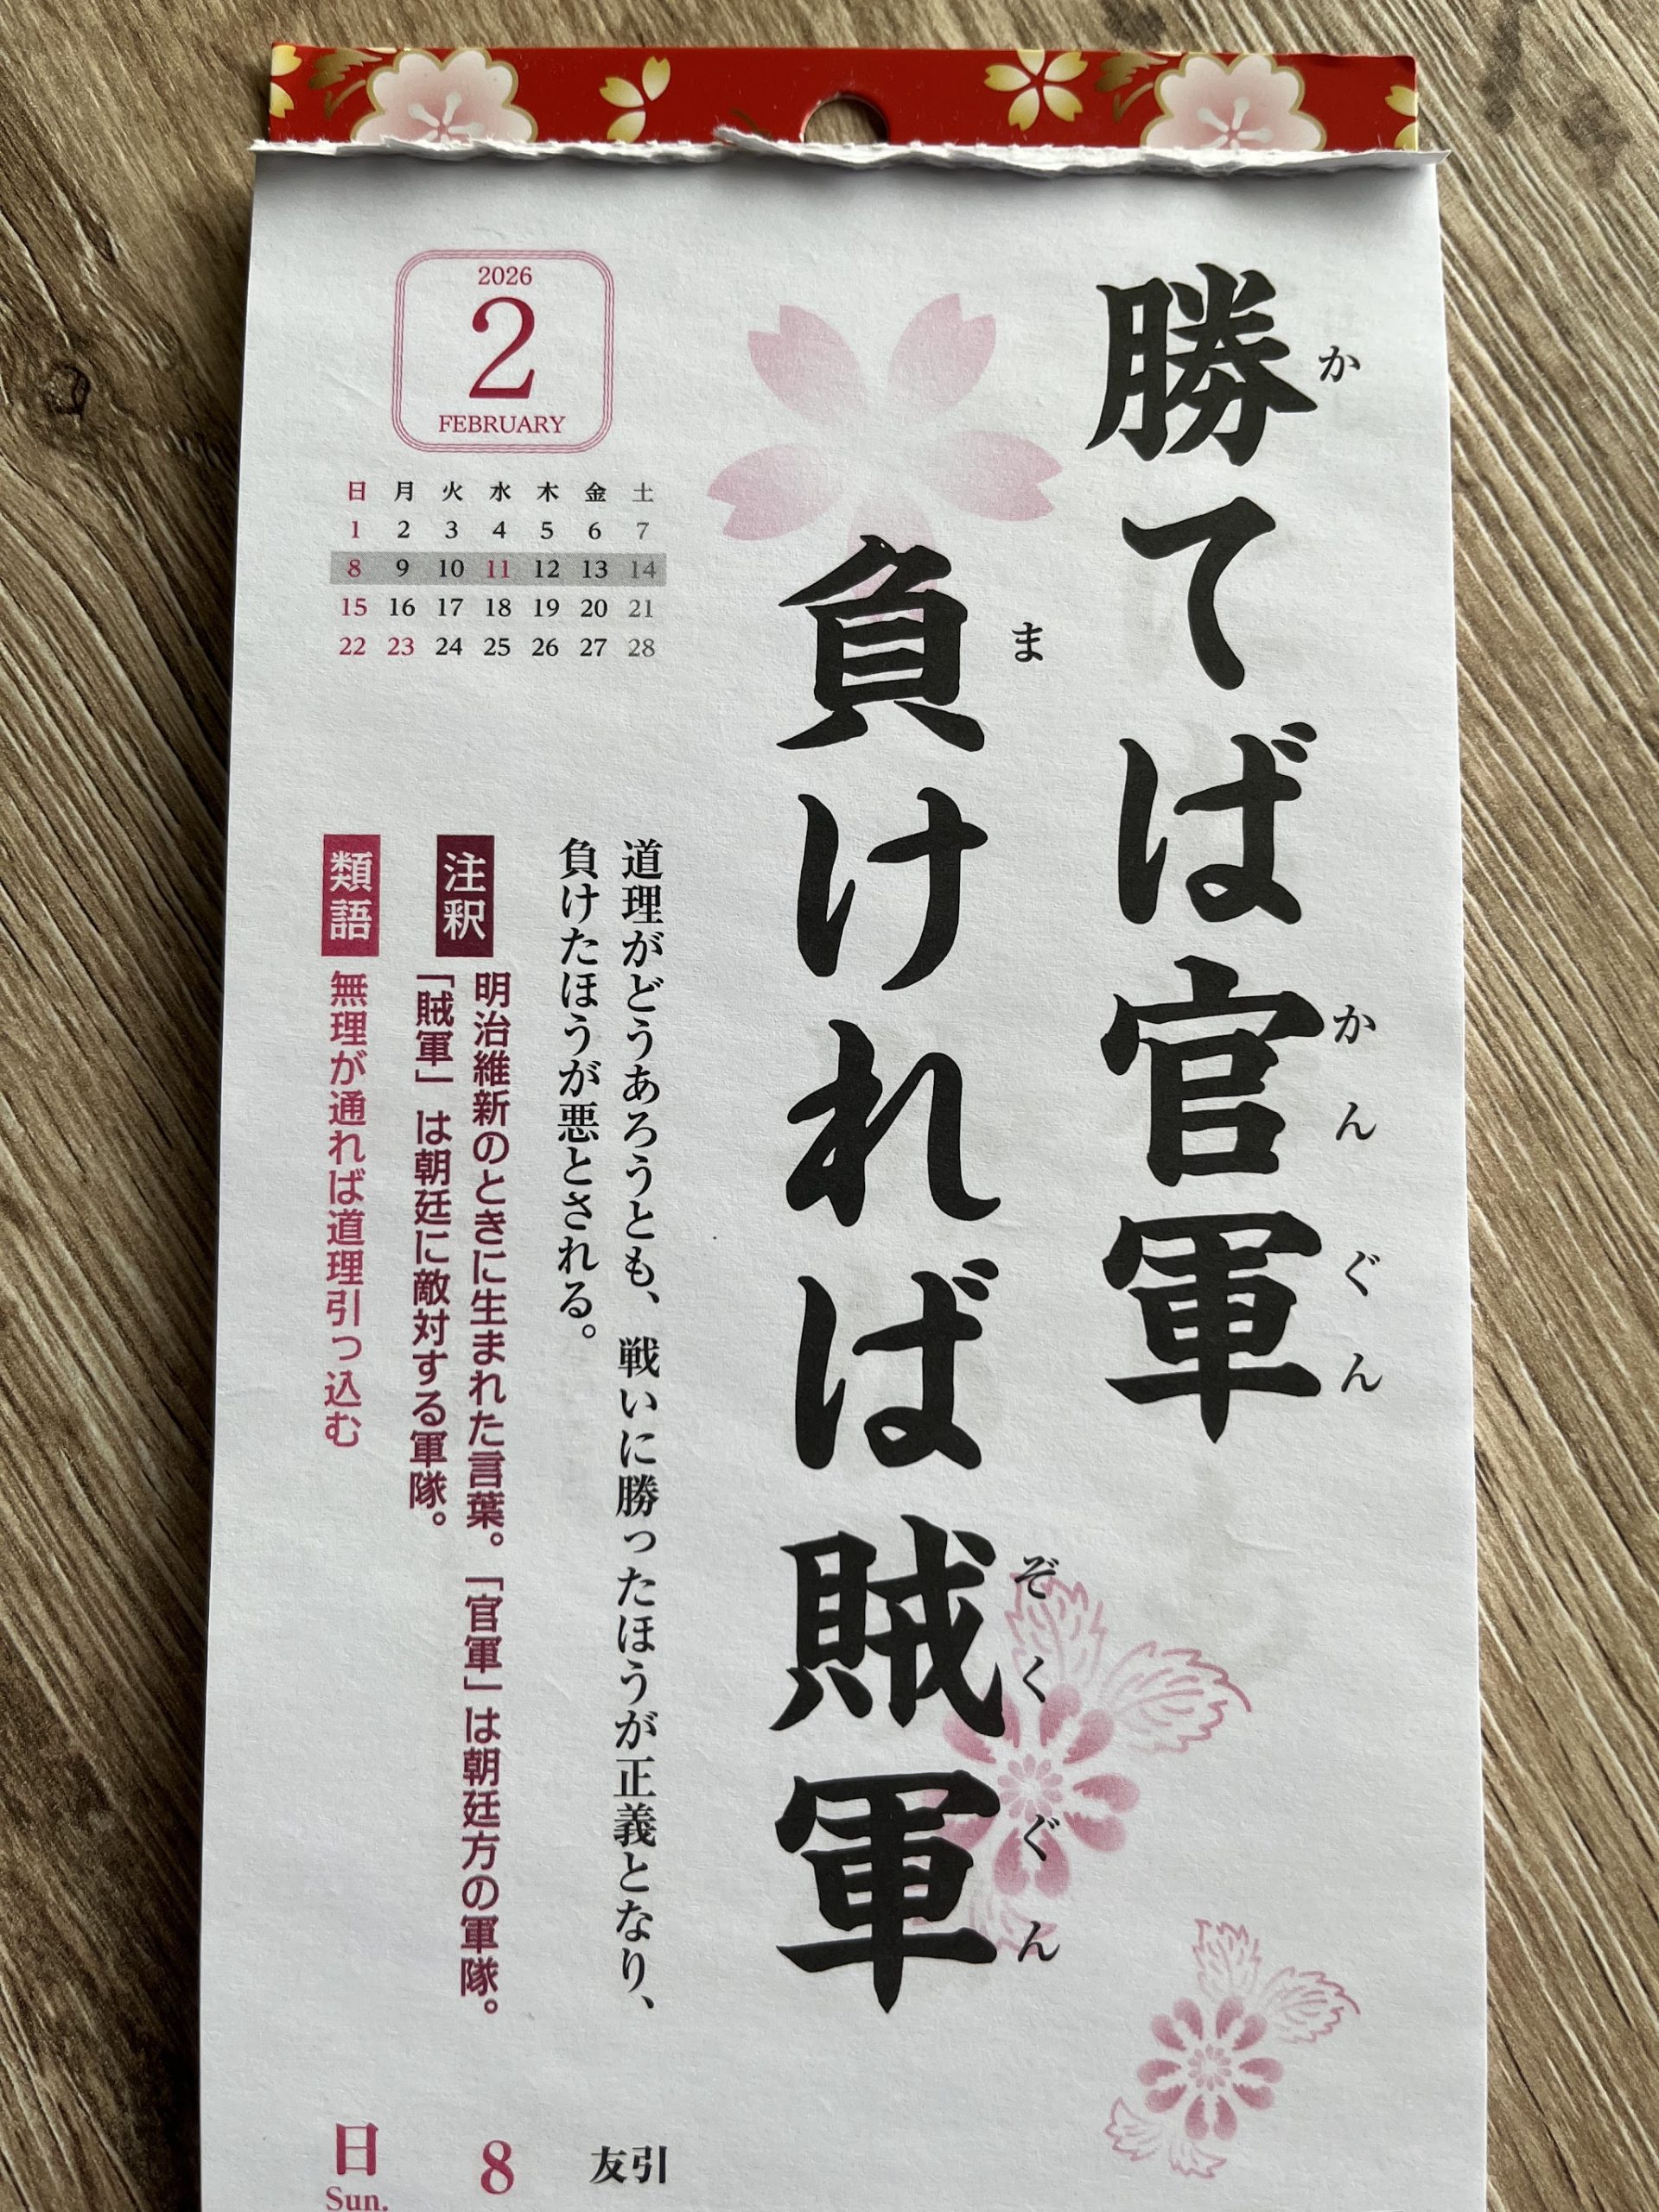 勝てば官軍
か
かんぐん
負ければ賊軍
ま
ぞくぐん
2026
2
FEBRUARY
日 月 火 水 木 金 土
1 2 3 4 5 6 7
8 9 10 11 12 13 14
15 16 17 18 19 20 21
22 23 24 25 26 27 28
道理がどうあろうとも、戦いに勝ったほうが正義となり、
負けたほうが悪とされる。
注釈
明治維新のときに生まれた言葉。「官軍」は朝廷方の軍隊。
「賊軍」は朝廷に敵対する軍隊。
類語
無理が通れば道理引っ込む
友引
8
日
Sun.